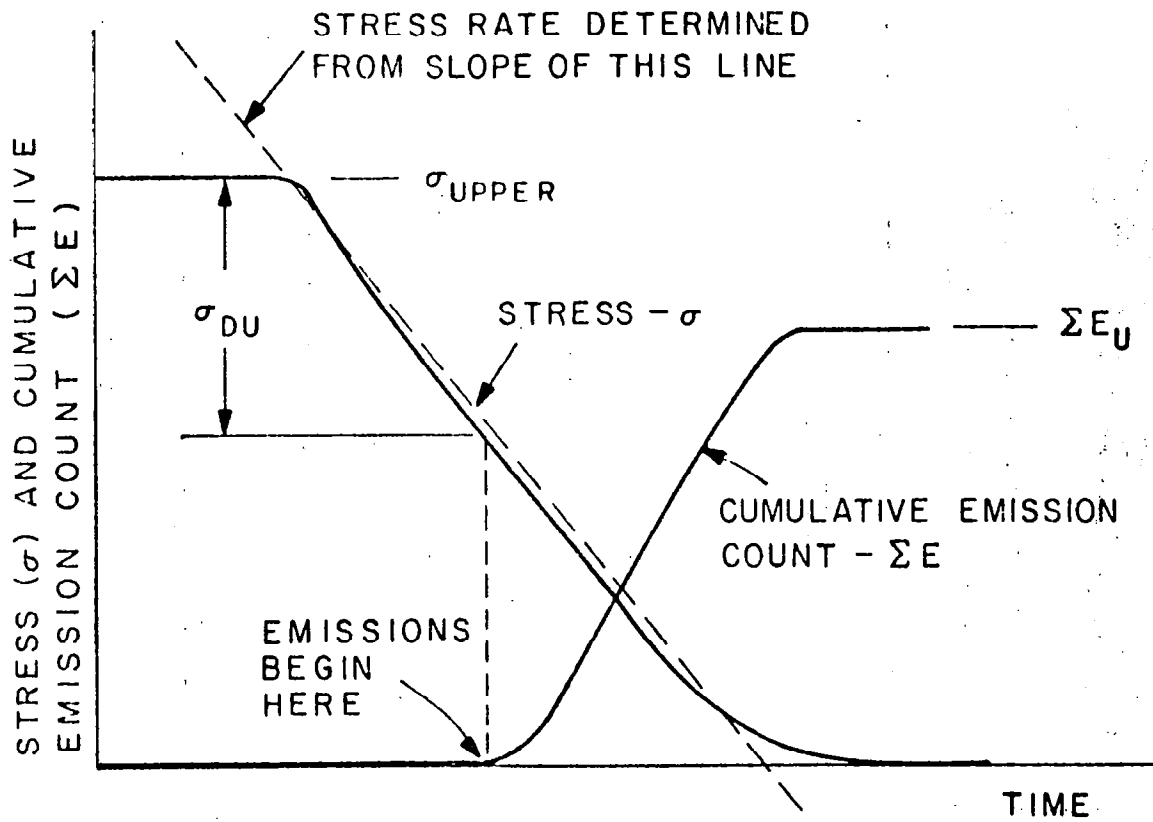 STRESS RATE DETERMINED
FROM SLOPE OF THIS LINE
σUPPER
σDU
STRESS - σ
ΣEU
CUMULATIVE EMISSION
COUNT - ΣE
EMISSIONS
BEGIN
HERE
TIME
STRESS (σ) AND CUMULATIVE
EMISSION COUNT (ΣE)